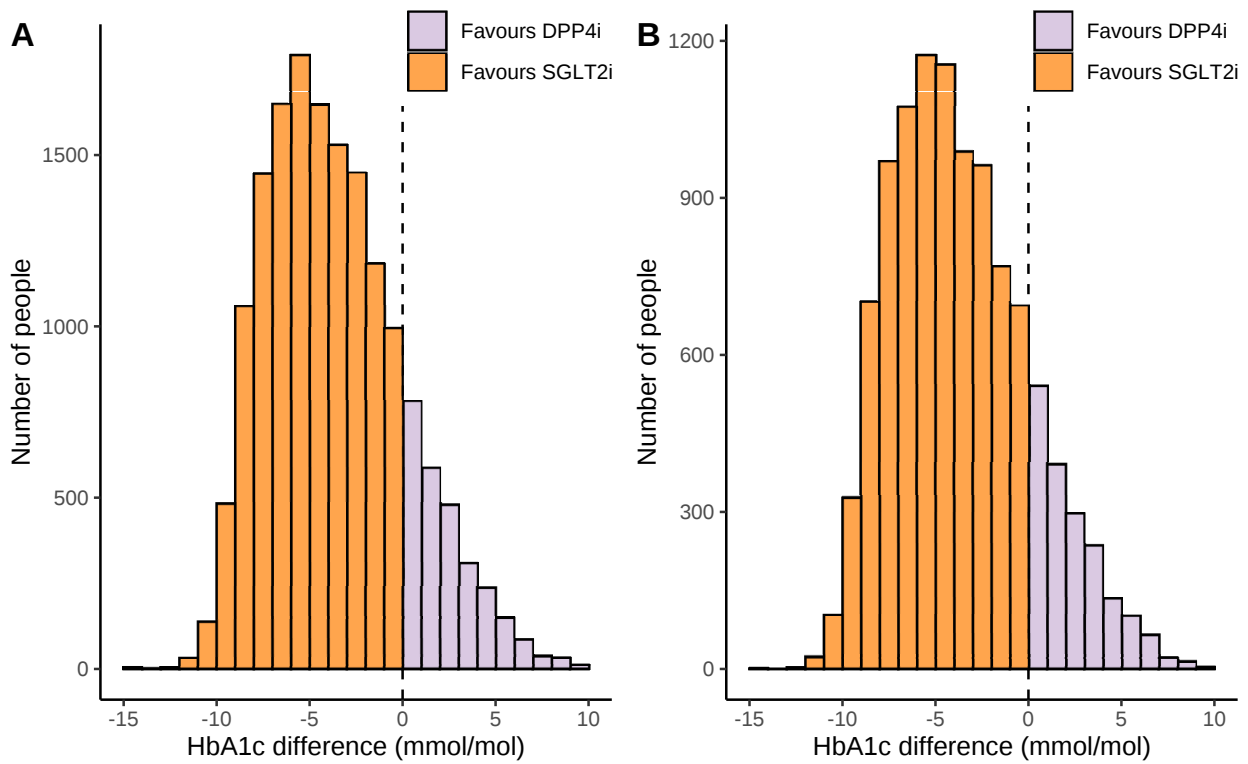 A
Favours DPP4i
Favours SGLT2i
Number of people
1500
1000
500
0
-15 -10 -5 0 5 10
HbA1c difference (mmol/mol)
B
Favours DPP4i
Favours SGLT2i
Number of people
1200
900
600
300
0
-15 -10 -5 0 5 10
HbA1c difference (mmol/mol)